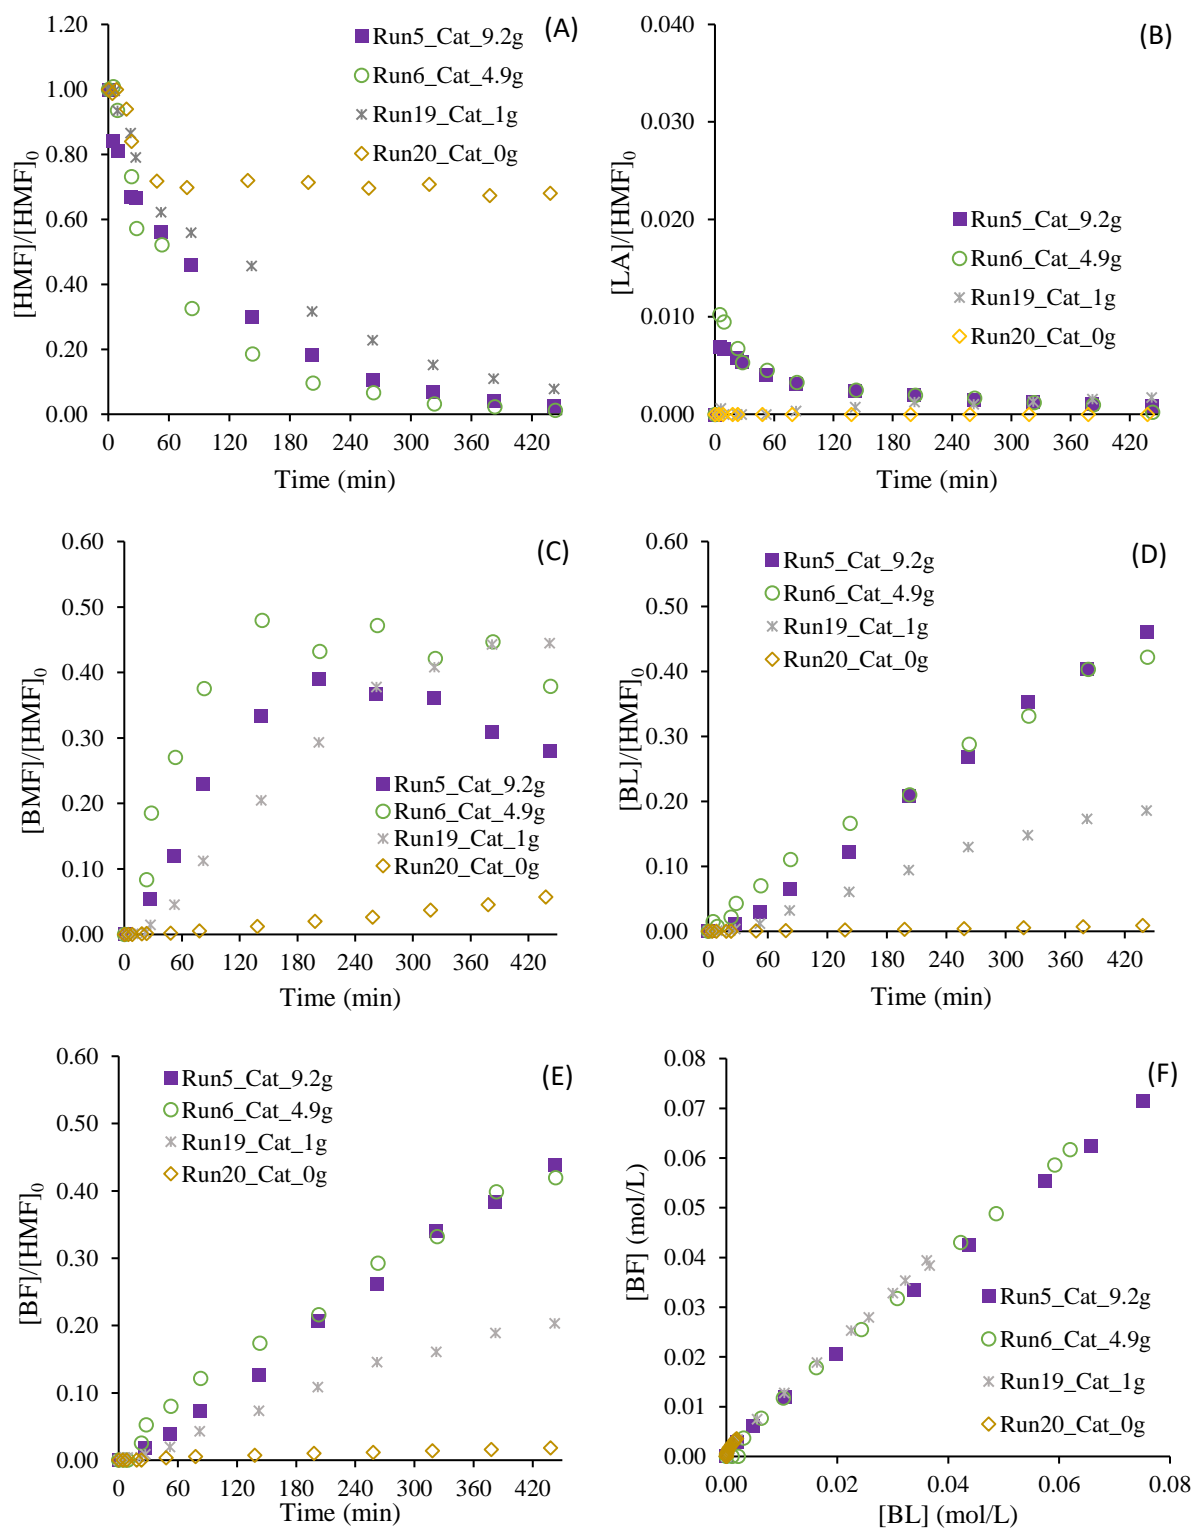 (A)
1.20
1.00
0.80
0.60
0.40
0.20
0.00
[HMF]/[HMF]0
Run5_Cat_9.2g
Run6_Cat_4.9g
Run19_Cat_1g
Run20_Cat_0g
0 60 120 180 240 300 360 420
Time (min)
(B)
0.040
0.030
0.020
0.010
0.000
[LA]/[HMF]0
Run5_Cat_9.2g
Run6_Cat_4.9g
Run19_Cat_1g
Run20_Cat_0g
0 60 120 180 240 300 360 420
Time (min)
(C)
0.60
0.50
0.40
0.30
0.20
0.10
0.00
[BMF]/[HMF]0
Run5_Cat_9.2g
Run6_Cat_4.9g
Run19_Cat_1g
Run20_Cat_0g
0 60 120 180 240 300 360 420
Time (min)
(D)
0.60
0.50
0.40
0.30
0.20
0.10
0.00
[BL]/[HMF]0
Run5_Cat_9.2g
Run6_Cat_4.9g
Run19_Cat_1g
Run20_Cat_0g
0 60 120 180 240 300 360 420
Time (min)
(E)
0.60
0.50
0.40
0.30
0.20
0.10
0.00
[BF]/[HMF]0
Run5_Cat_9.2g
Run6_Cat_4.9g
Run19_Cat_1g
Run20_Cat_0g
0 60 120 180 240 300 360 420
Time (min)
(F)
0.08
0.07
0.06
0.05
0.04
0.03
0.02
0.01
0.00
[BF] (mol/L)
Run5_Cat_9.2g
Run6_Cat_4.9g
Run19_Cat_1g
Run20_Cat_0g
0.00 0.02 0.04 0.06 0.08
[BL] (mol/L)